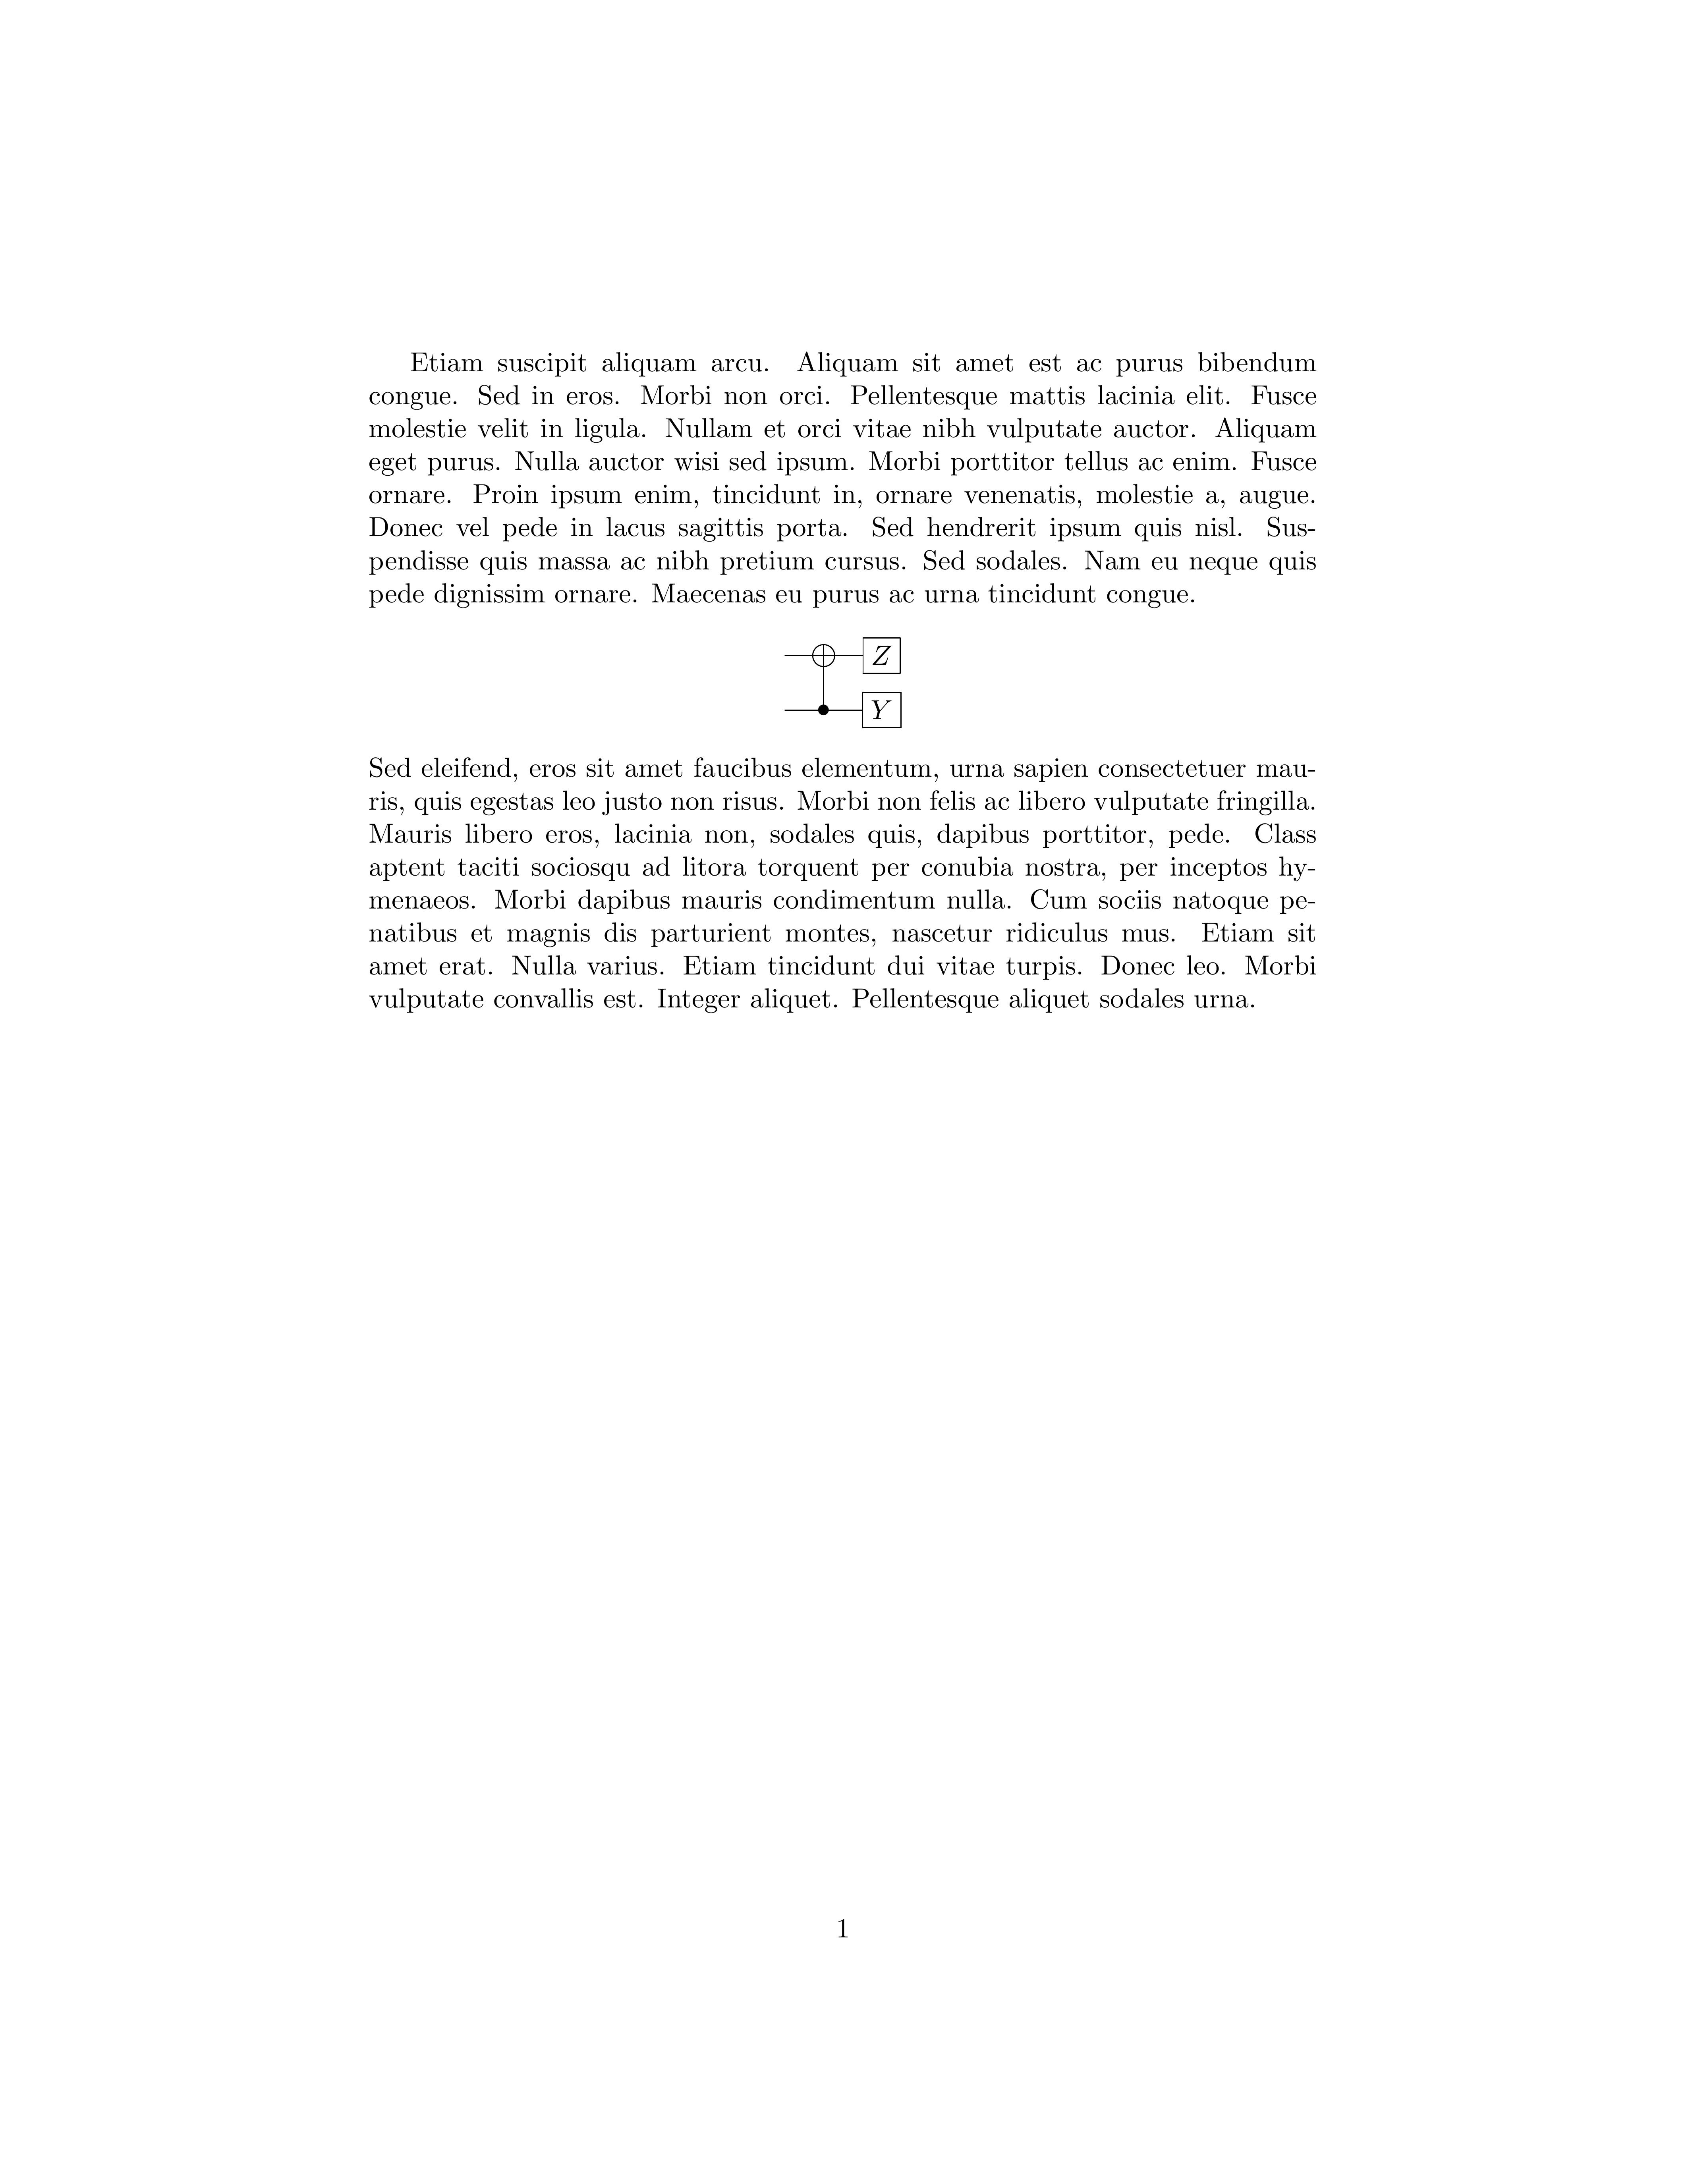 Etiam suscipit aliquam arcu. Aliquam sit amet est ac purus bibendum
congue. Sed in eros. Morbi non orci. Pellentesque mattis lacinia elit. Fusce
molestie velit in ligula. Nullam et orci vitae nibh vulputate auctor. Aliquam
eget purus. Nulla auctor wisi sed ipsum. Morbi porttitor tellus ac enim. Fusce
ornare. Proin ipsum enim, tincidunt in, ornare venenatis, molestie a, augue.
Donec vel pede in lacus sagittis porta. Sed hendrerit ipsum quis nisl. Sus-
pendisse quis massa ac nibh pretium cursus. Sed sodales. Nam eu neque quis
pede dignissim ornare. Maecenas eu purus ac urna tincidunt congue.
Z
Y
Sed eleifend, eros sit amet faucibus elementum, urna sapien consectetuer mau-
ris, quis egestas leo justo non risus. Morbi non felis ac libero vulputate fringilla.
Mauris libero eros, lacinia non, sodales quis, dapibus porttitor, pede. Class
aptent taciti sociosqu ad litora torquent per conubia nostra, per inceptos hy-
menaeos. Morbi dapibus mauris condimentum nulla. Cum sociis natoque pe-
natibus et magnis dis parturient montes, nascetur ridiculus mus. Etiam sit
amet erat. Nulla varius. Etiam tincidunt dui vitae turpis. Donec leo. Morbi
vulputate convallis est. Integer aliquet. Pellentesque aliquet sodales urna.
1